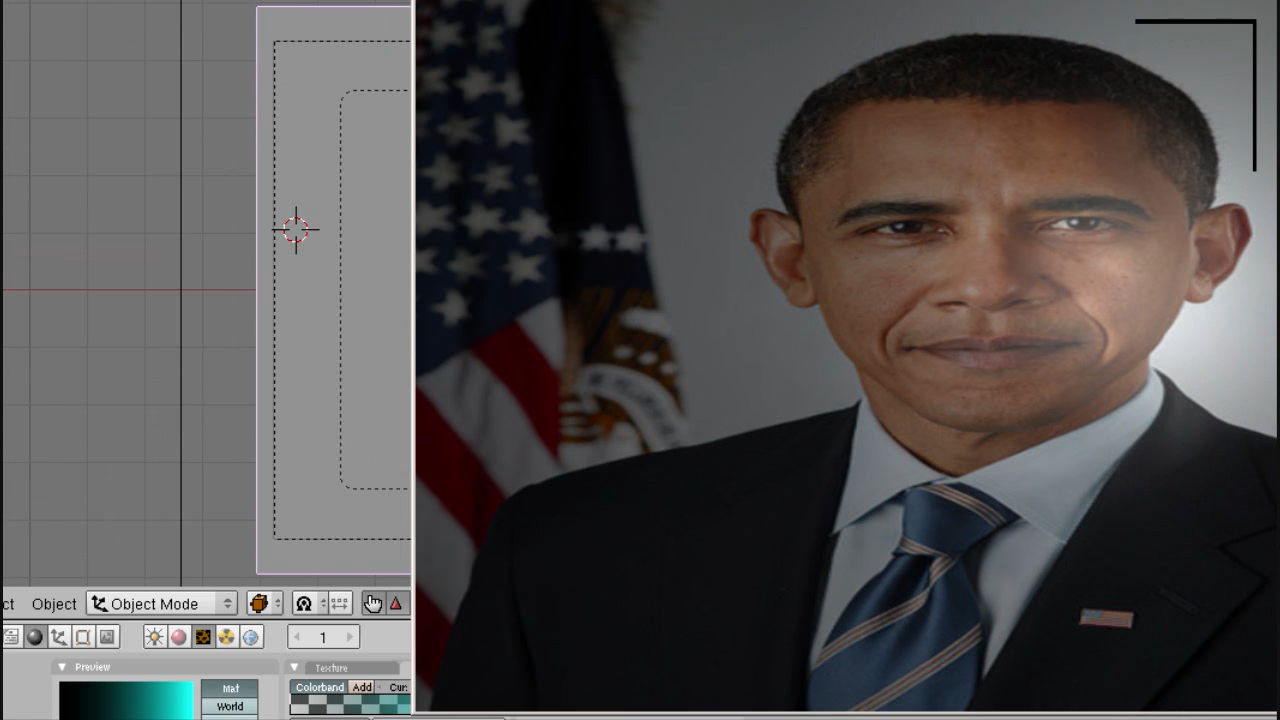 ct Object Object Mode
1
Preview Texture
Mat Colorband Add Cur
World